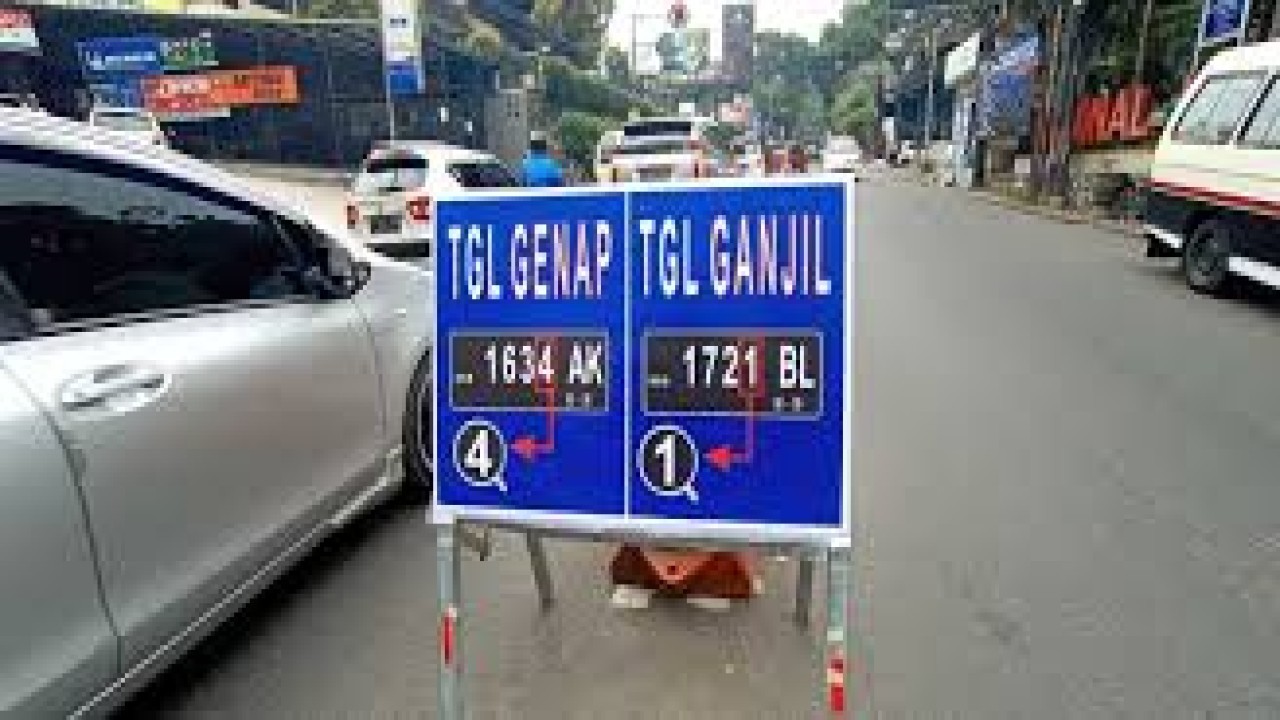 TGL GENAP
1634 AK
4
TGL GANJIL
1721 BL
1